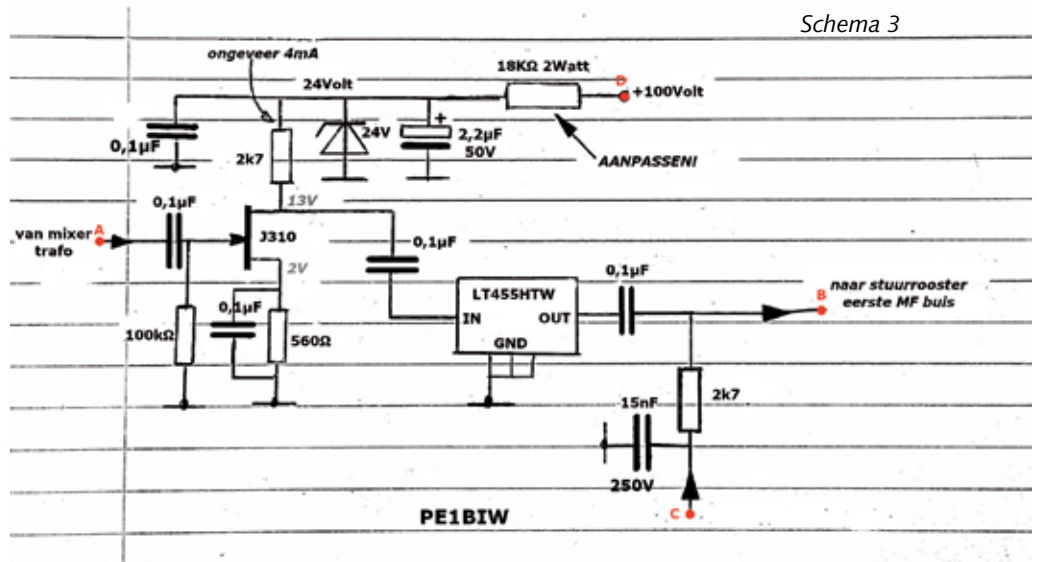 Schema 3
ongeveer 4mA
18KΩ 2Watt
D
24Volt
+100Volt
0,1µF
2k7
24V
+
2,2µF
50V
AANPASSEN!
0,1µF
13V
van mixer
trafo
A
J310
0,1µF
2V
0,1µF
LT455HTW
IN
OUT
GND
0,1µF
B
naar stuurrooster
eerste MF buis
100kΩ
0,1µF
560Ω
15nF
2k7
250V
C
PE1BIW